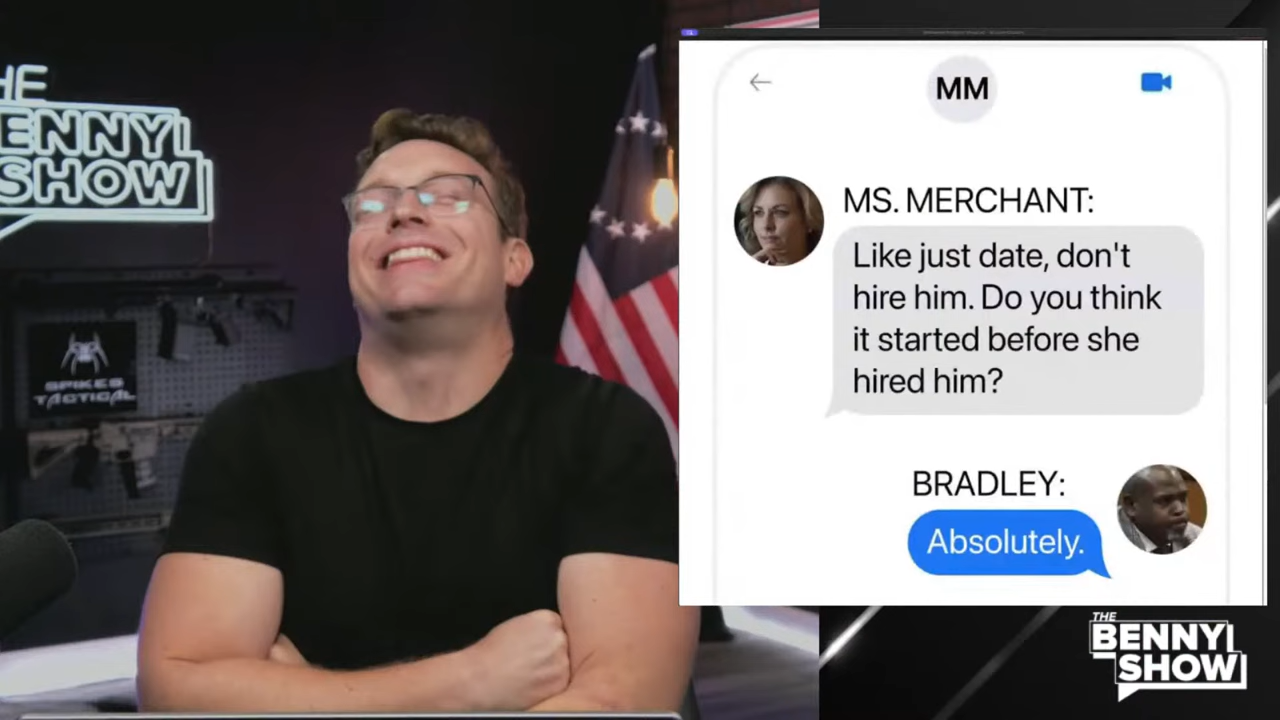 THE
BENNY
SHOW
SPIKES
TACTICAL
MM
MS. MERCHANT:
Like just date, don't
hire him. Do you think
it started before she
hired him?
BRADLEY:
Absolutely.
THE
BENNY
SHOW